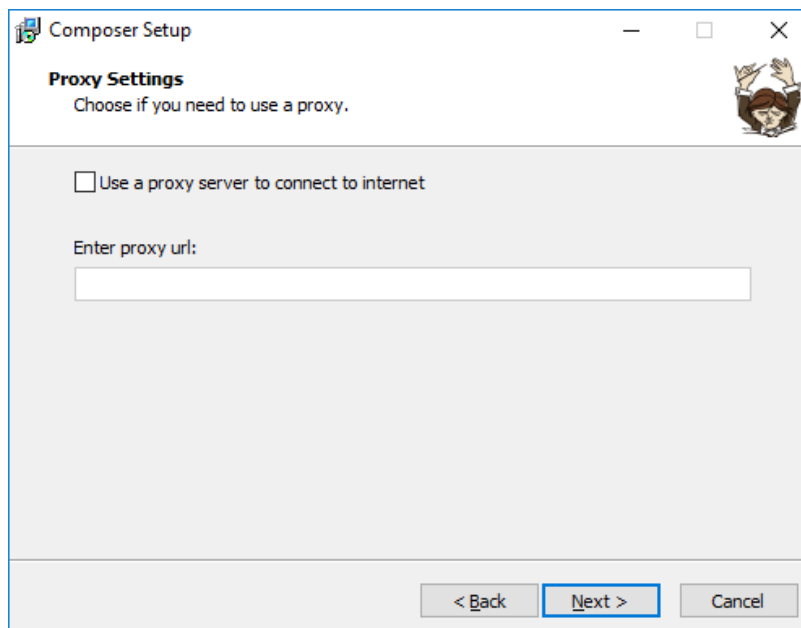 Composer Setup
Proxy Settings
Choose if you need to use a proxy.
Use a proxy server to connect to internet
Enter proxy url:
< Back
Next >
Cancel